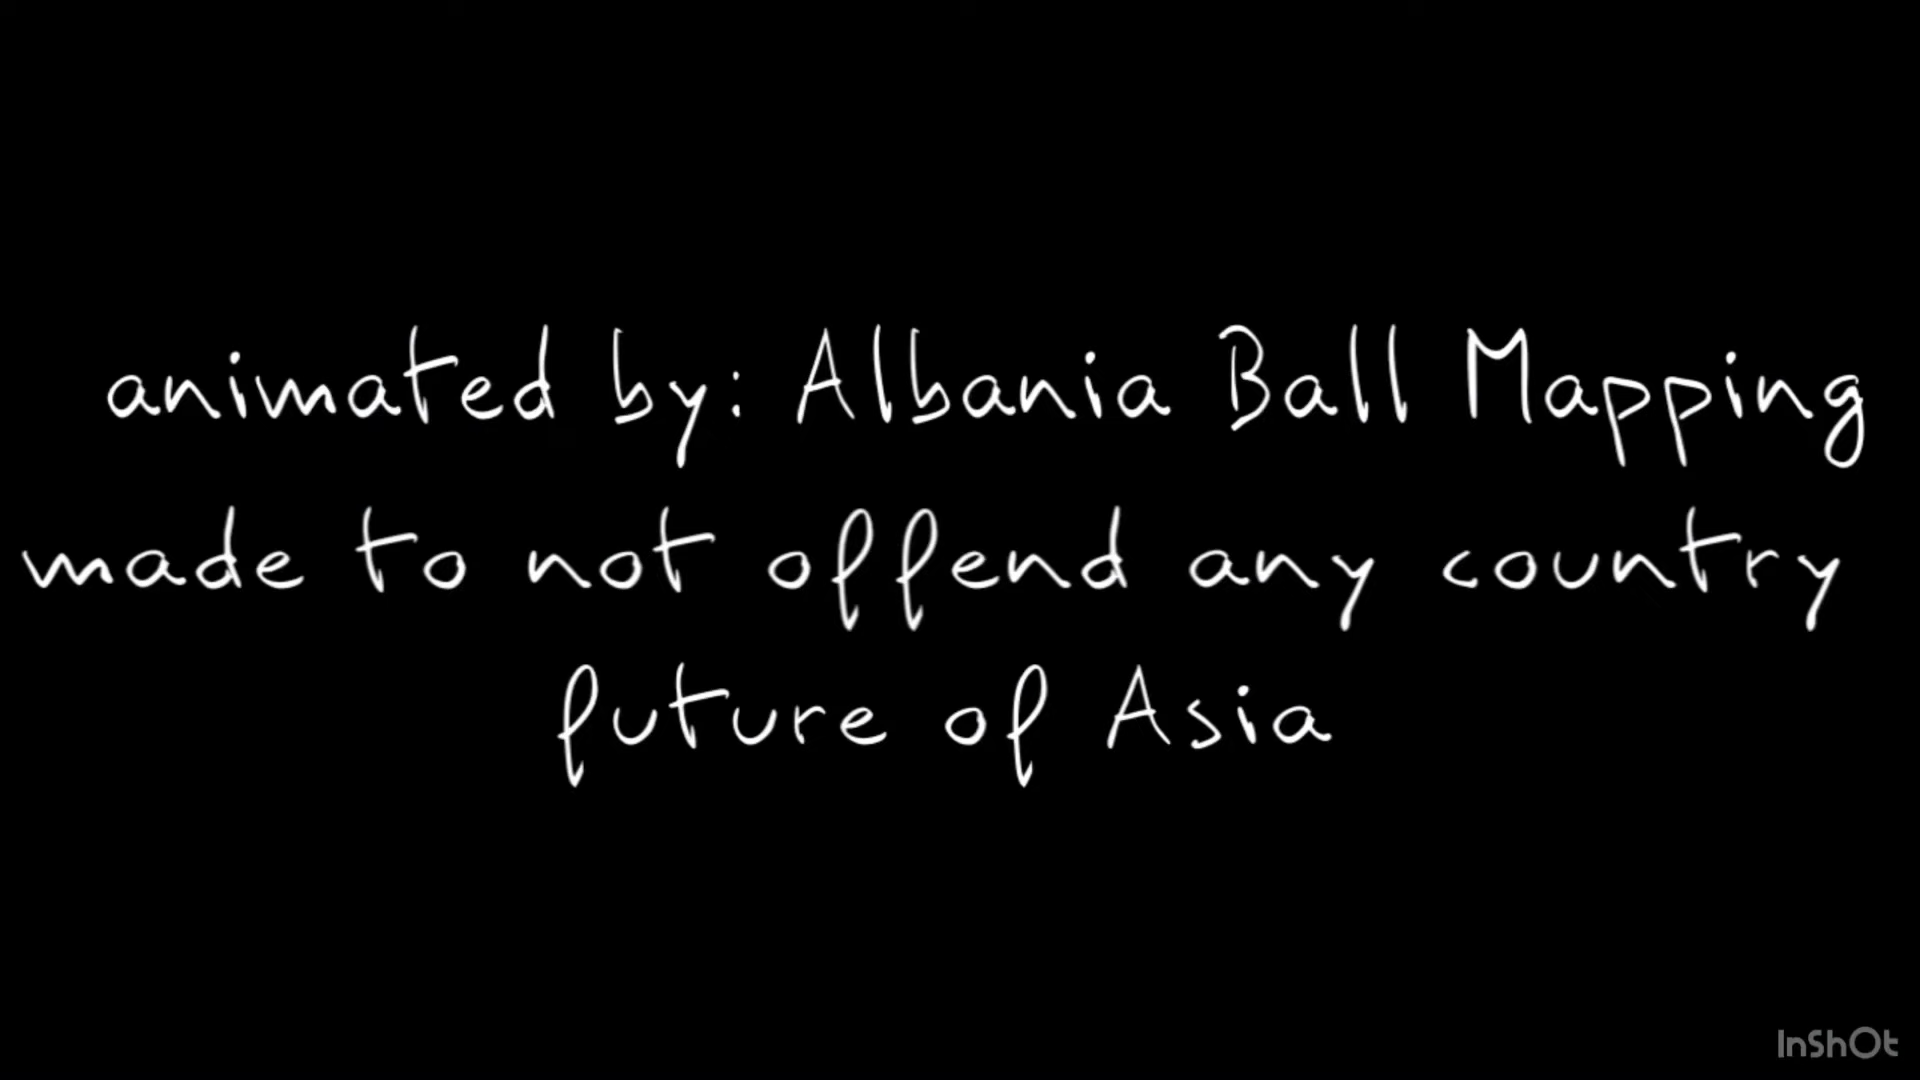 animated by: Albania Ball Mapping
made to not offend any country
future of Asia
InShOt